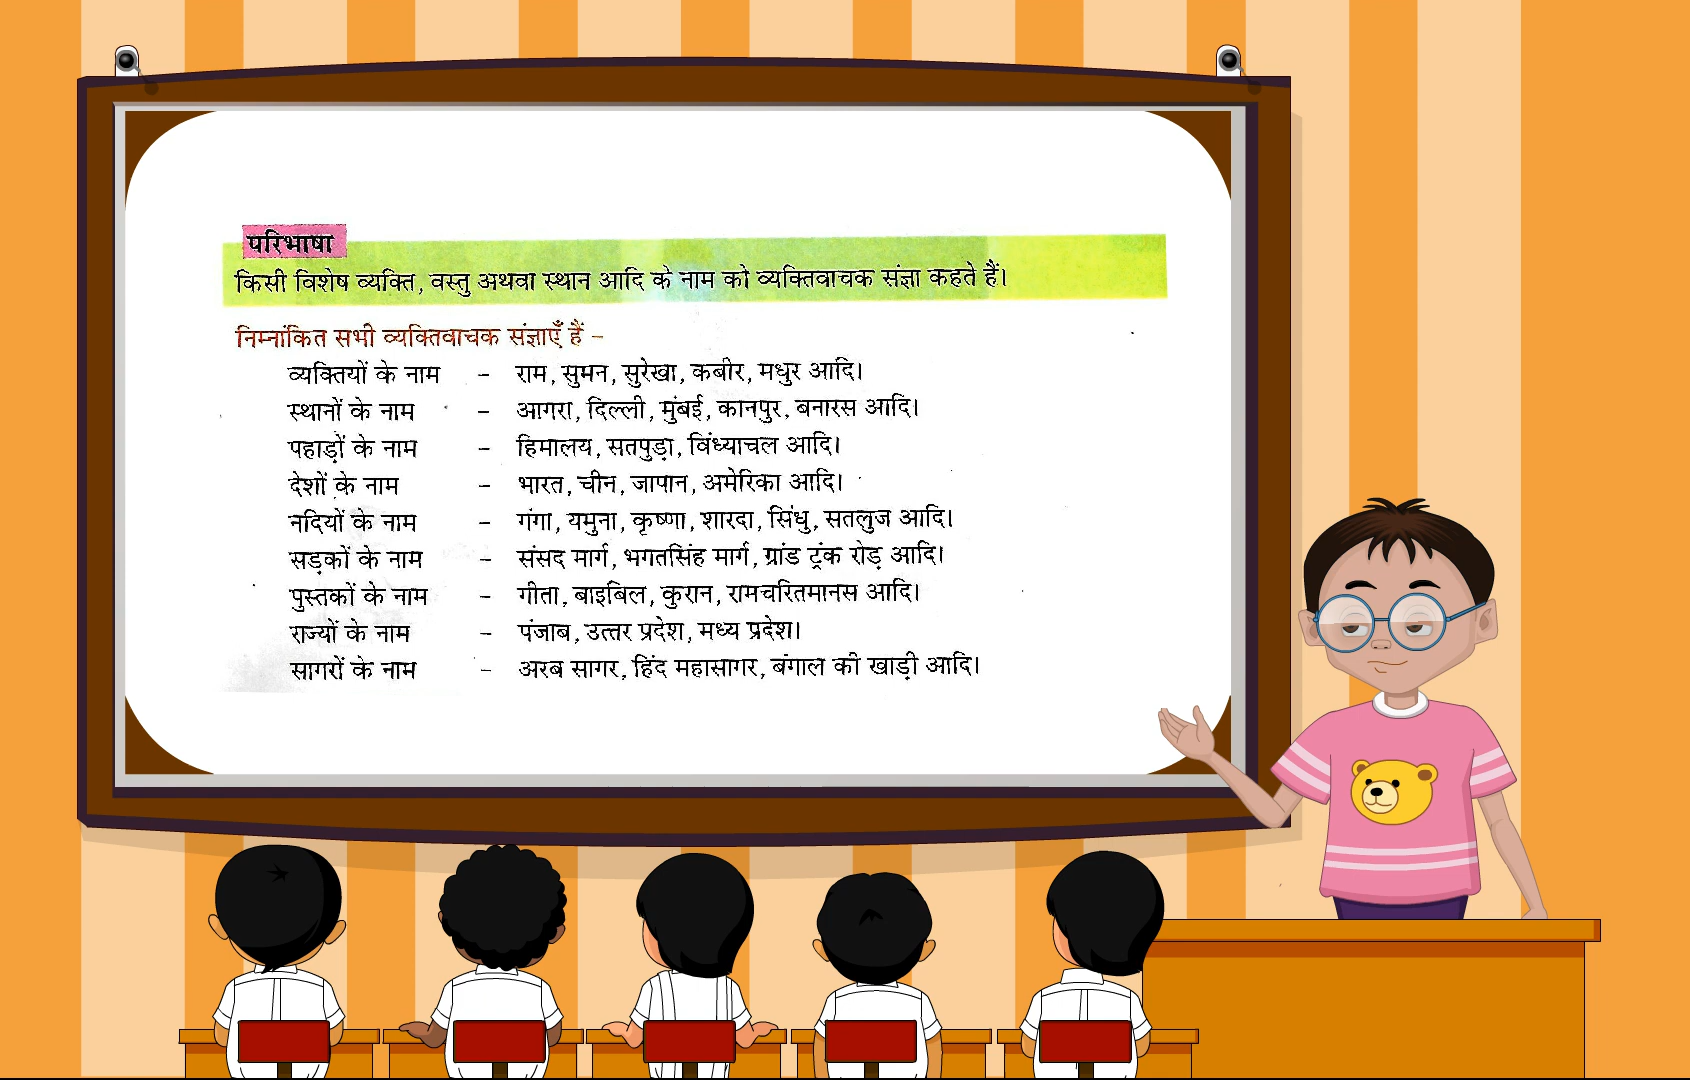 परिभाषा
किसी विशेष व्यक्ति, वस्तु अथवा स्थान आदि के नाम को व्यक्तिवाचक संज्ञा कहते हैं।
निम्नांकित सभी व्यक्तिवाचक संज्ञाएँ हैं –
व्यक्तियों के नाम – राम, सुमन, सुरेखा, कबीर, मधुर आदि।
स्थानों के नाम – आगरा, दिल्ली, मुंबई, कानपुर, बनारस आदि।
पहाड़ों के नाम – हिमालय, सतपुड़ा, विंध्याचल आदि।
देशों के नाम – भारत, चीन, जापान, अमेरिका आदि।
नदियों के नाम – गंगा, यमुना, कृष्णा, शारदा, सिंधु, सतलुज आदि।
सड़कों के नाम – संसद मार्ग, भगतसिंह मार्ग, ग्रांड ट्रंक रोड़ आदि।
पुस्तकों के नाम – गीता, बाइबिल, कुरान, रामचरितमानस आदि।
राज्यों के नाम – पंजाब, उत्तर प्रदेश, मध्य प्रदेश।
सागरों के नाम – अरब सागर, हिंद महासागर, बंगाल की खाड़ी आदि।